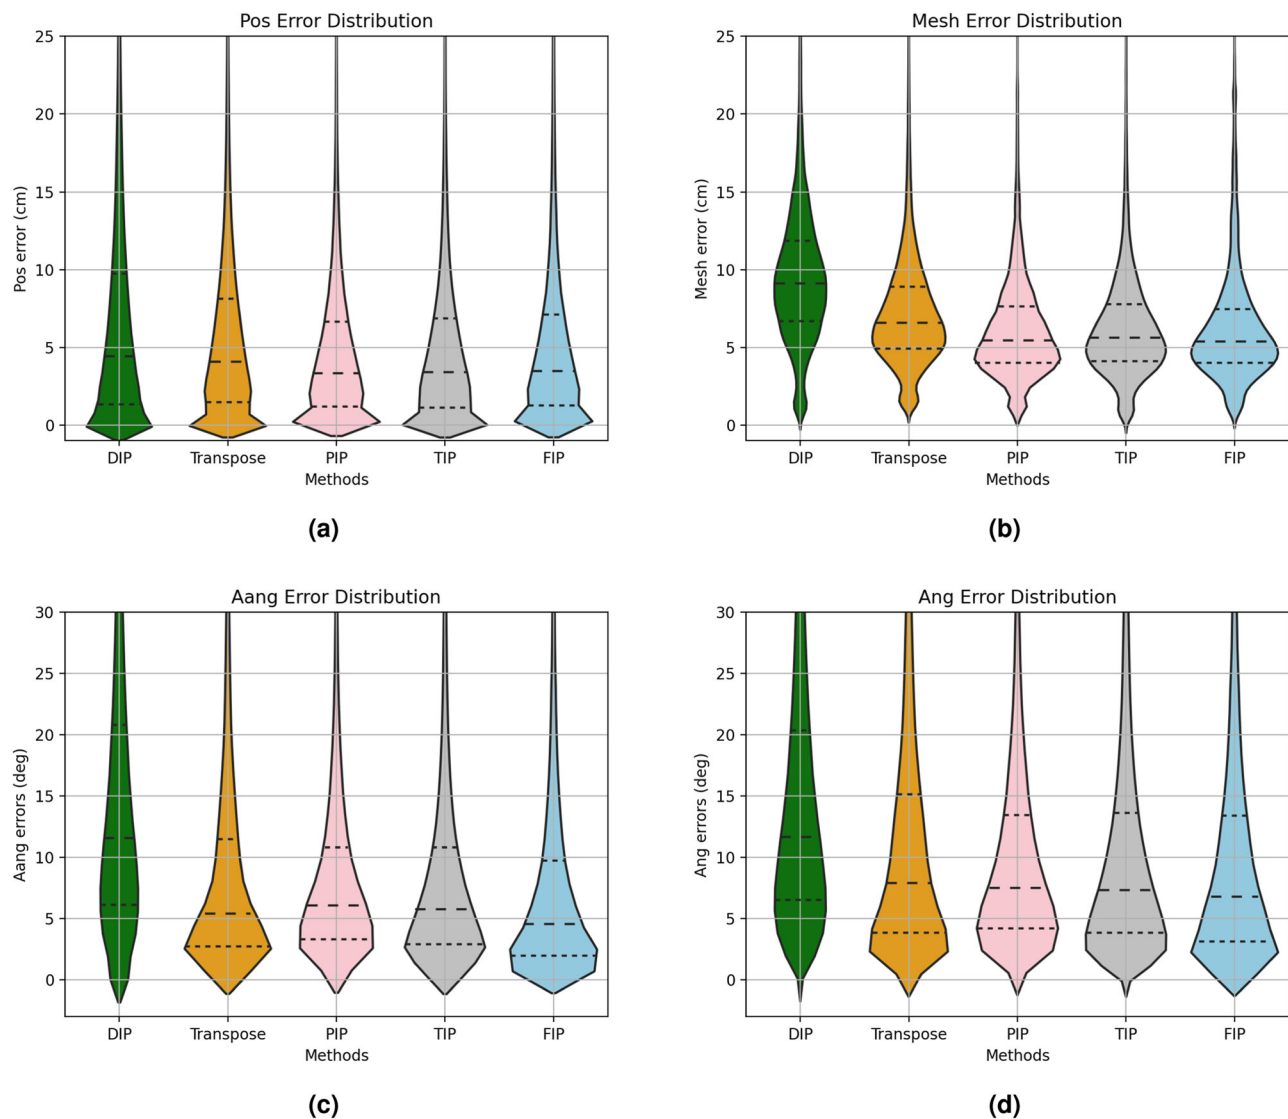 Pos Error Distribution
25
20
15
10
5
0
Pos error (cm)
DIP Transpose PIP TIP FIP
Methods
(a)
Mesh Error Distribution
25
20
15
10
5
0
Mesh error (cm)
DIP Transpose PIP TIP FIP
Methods
(b)
Aang Error Distribution
30
25
20
15
10
5
0
Aang errors (deg)
DIP Transpose PIP TIP FIP
Methods
(c)
Ang Error Distribution
30
25
20
15
10
5
0
Ang errors (deg)
DIP Transpose PIP TIP FIP
Methods
(d)